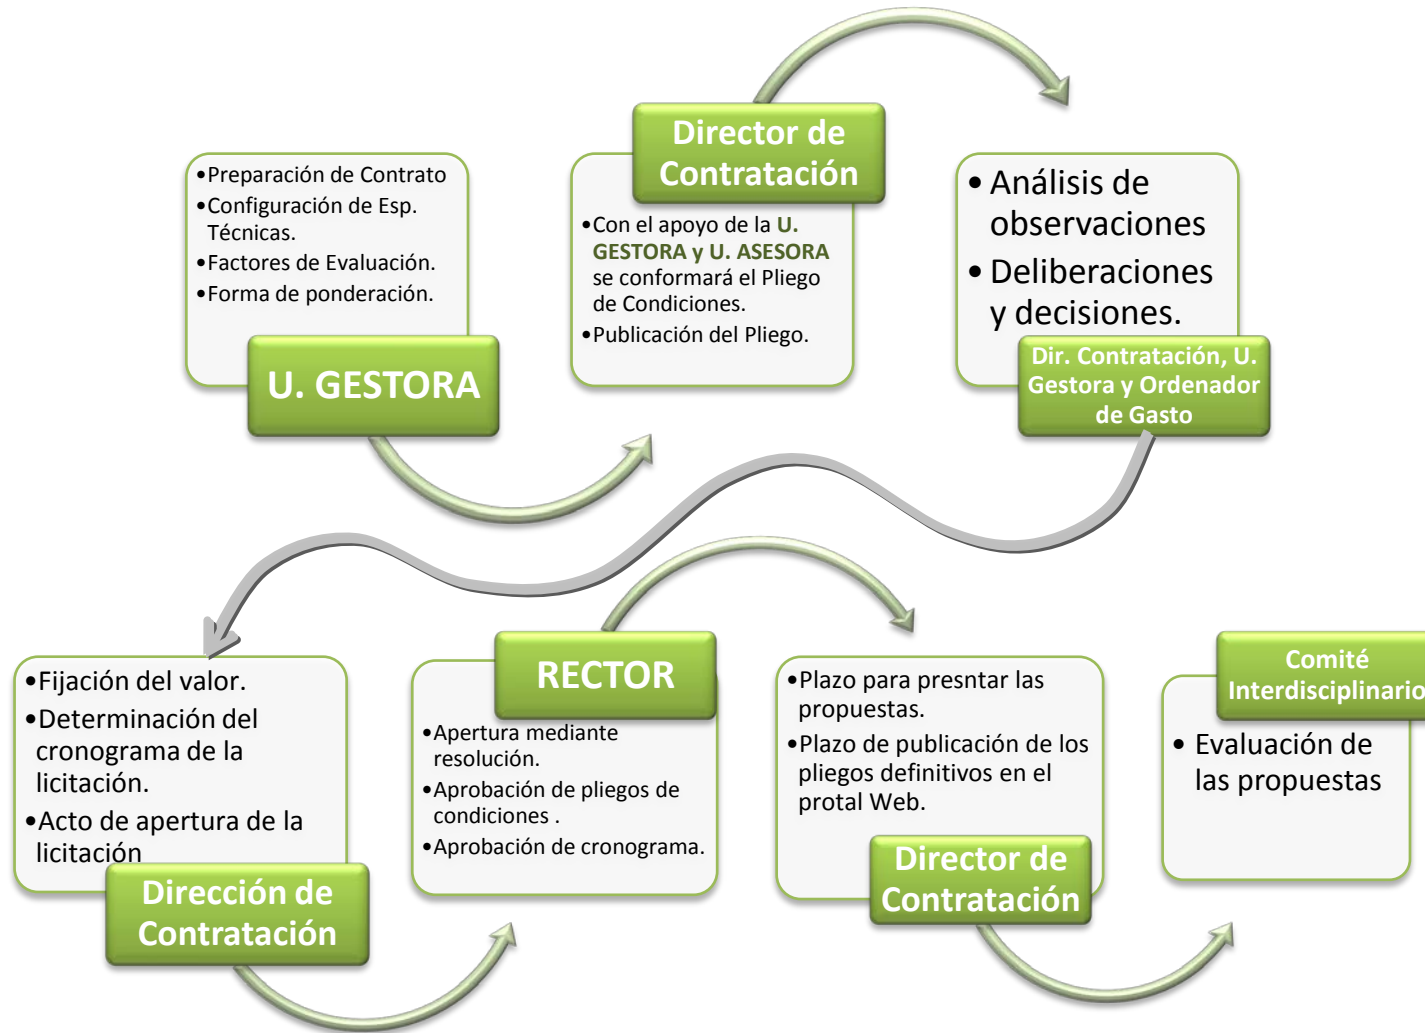 •Preparación de Contrato
•Configuración de Esp.
Técnicas.
•Factores de Evaluación.
•Forma de ponderación.
U. GESTORA
Director de
Contratación
•Con el apoyo de la U.
GESTORA y U. ASESORA
se conformará el Pliego
de Condiciones.
•Publicación del Pliego.
• Análisis de
observaciones
• Deliberaciones
y decisiones.
Dir. Contratación, U.
Gestora y Ordenador
de Gasto
•Fijación del valor.
•Determinación del
cronograma de la
licitación.
•Acto de apertura de la
licitación
Dirección de
Contratación
RECTOR
•Apertura mediante
resolución.
•Aprobación de pliegos de
condiciones .
•Aprobación de cronograma.
•Plazo para presntar las
propuestas.
•Plazo de publicación de los
pliegos definitivos en el
protal Web.
Director de
Contratación
Comité
Interdisciplinario
• Evaluación de
las propuestas